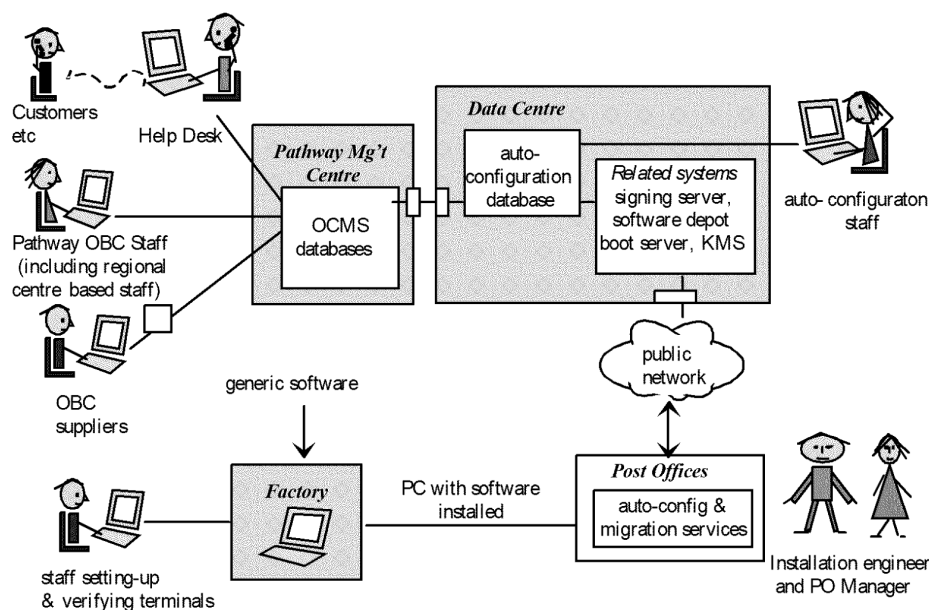 Customers
etc
Help Desk
Pathway Mg't
Centre
OCMS
databases
Data Centre
auto-
configuration
database
Related systems
signing server,
software depot
boot server, KMS
auto- configuraton
staff
Pathway OBC Staff
(including regional
centre based staff)
OBC
suppliers
public
network
generic software
Factory
PC with software
installed
Post Offices
auto-config &
migration services
staff setting-up
& verifying terminals
Installation engineer
and PO Manager